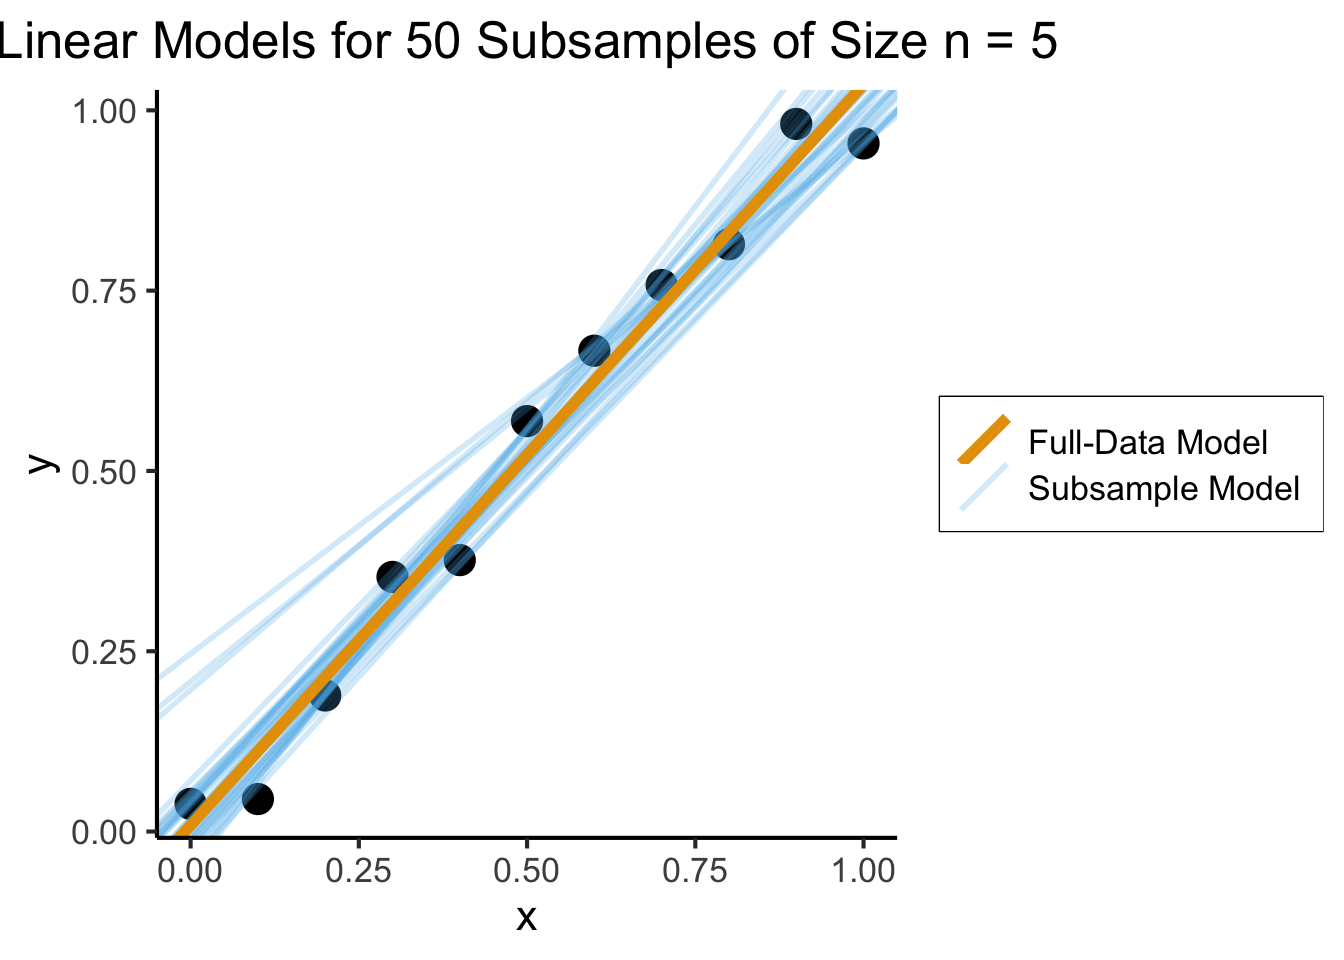 Linear Models for 50 Subsamples of Size n = 5
1.00
0.75
0.50
0.25
0.00
y
0.00 0.25 0.50 0.75 1.00
x
Full-Data Model
Subsample Model